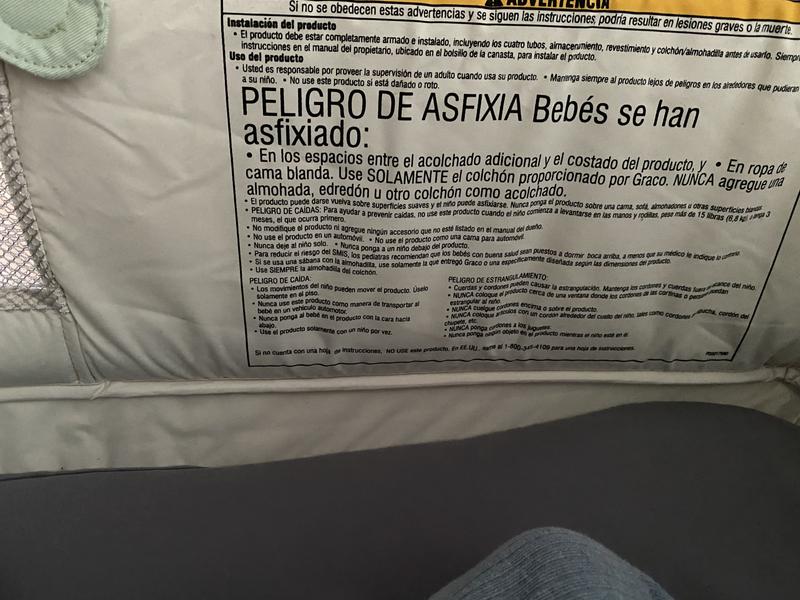 ADVERTENCIA
Si no se obedecen estas advertencias y se siguen las instrucciones, podría resultar en lesiones graves o la muerte.
Instalación del producto
• El producto debe estar completamente armado e instalado, incluyendo los cuatro tubos, almacenamiento, revestimiento y colchón/almohadilla antes de usarlo. Siempre
instrucciones en el manual del propietario, ubicado en el bolsillo de la canasta, para instalar el producto.
Uso del producto
• Usted es responsable por proveer la supervisión de un adulto cuando usa su producto. • Mantenga siempre al producto lejos de peligros en los alrededores que pudieran
a su niño. • No use este producto si está dañado o roto.
PELIGRO DE ASFIXIA Bebés se han
asfixiado:
• En los espacios entre el acolchado adicional y el costado del producto, y • En ropa de
cama blanda. Use SOLAMENTE el colchón proporcionado por Graco. NUNCA agregue una
almohada, edredón u otro colchón como acolchado.
• El producto puede darse vuelta sobre superficies suaves y el niño puede asfixiarse. Nunca ponga el producto sobre una cama, sofá, almohadones u otras superficies blandas.
• PELIGRO DE CAÍDAS: Para ayudar a prevenir caídas, no use este producto cuando el niño comienza a levantarse en las manos y rodillas, pese más de 15 libras (6,8 kg) o tenga 3
meses, el que ocurra primero.
• No modifique el producto ni agregue ningún accesorio que no esté listado en el manual del dueño.
• No use el producto en un automóvil. • No use el producto como una cama para automóvil.
• Nunca deje al niño solo. • Nunca ponga a un niño debajo del producto.
• Para reducir el riesgo del SMIS, los pediatras recomiendan que los bebés con buena salud sean puestos a dormir boca arriba, a menos que su médico le indique lo contrario.
• Si se usa una sábana con la almohadilla, use solamente la que entregó Graco o una específicamente diseñada según las dimensiones del producto.
• Use SIEMPRE la almohadilla del colchón.
PELIGRO DE CAÍDA:
• Los movimientos del niño pueden mover el producto. Úselo
solamente en el piso.
• Nunca use este producto como manera de transportar al
bebé en un vehículo automotor.
• Nunca ponga al bebé en el producto con la cara hacia
abajo.
• Use el producto solamente con un niño por vez.
PELIGRO DE ESTRANGULAMIENTO:
• Cuerdas y cordones pueden causar la estrangulación. Mantenga los cordones y cuerdas fuera alcance del niño.
• NUNCA coloque el producto cerca de una ventana donde los cordones de las cortinas o persianas puedan
estrangular al niño.
• NUNCA cuelgue cordones encima o sobre el producto.
• NUNCA coloque artículos con un cordón alrededor del cuello del niño, tales como cordones capucha, cordón del
chupete, etc.
• NUNCA ponga cordones a los juguetes.
• Nunca ponga ningún objeto en el producto mientras el niño está en él.
Si no cuenta con una hoja de instrucciones, NO USE este producto. En EE.UU., llame al 1-800-345-4109 para una hoja de instrucciones.